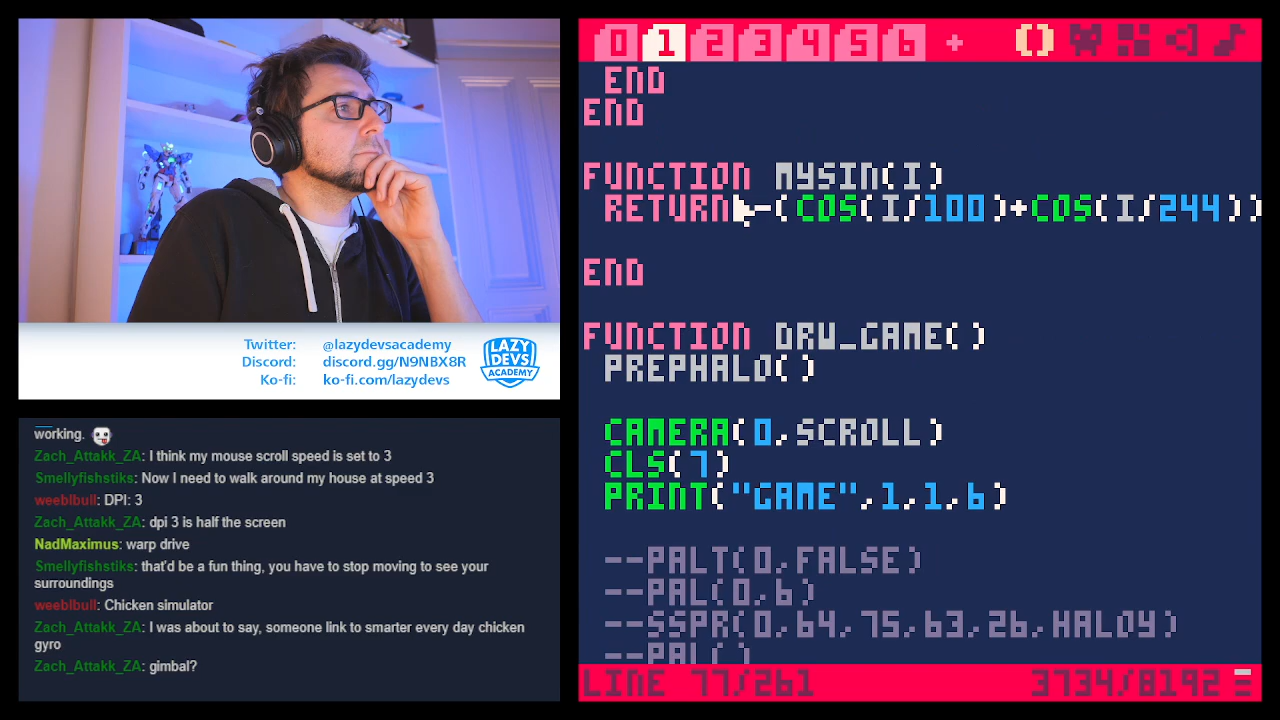 Twitter: @lazydevsacademy
Discord: discord.gg/N9NBX8R
Ko-fi: ko-fi.com/lazydevs
LAZY
DEVS
ACADEMY
working.
Zach_Attakk_ZA: I think my mouse scroll speed is set to 3
Smellyfishstiks: Now I need to walk around my house at speed 3
weeblbull: DPI: 3
Zach_Attakk_ZA: dpi 3 is half the screen
NadMaximus: warp drive
Smellyfishstiks: that'd be a fun thing, you have to stop moving to see your
surroundings
weeblbull: Chicken simulator
Zach_Attakk_ZA: I was about to say, someone link to smarter every day chicken
gyro
Zach_Attakk_ZA: gimbal?
0 1 2 3 4 5 6 +
END
END
FUNCTION MYSIN(I)
RETURN -(COS(I/100)+COS(I/244))
END
FUNCTION DRW_GAME()
PREPHALO()
CAMERA(0,SCROLL)
CLS(7)
PRINT("GAME",1,1,6)
--PALT(0,FALSE)
--PAL(0,6)
--SSPR(0,64,75,63,26,HALOY)
--PAL()
LINE 77/261 3734/8192